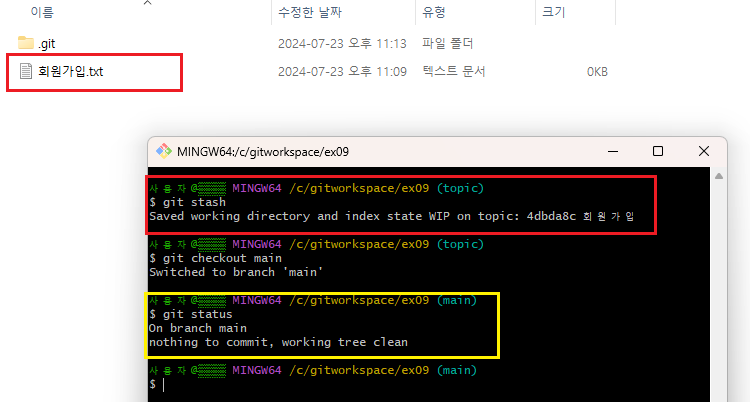 이름 수정한 날짜 유형 크기
.git 2024-07-23 오후 11:13 파일 폴더
회원가입.txt 2024-07-23 오후 11:09 텍스트 문서 0KB
MINGW64:/c/gitworkspace/ex09
사용자@▒▒▒▒ MINGW64 /c/gitworkspace/ex09 (topic)
$ git stash
Saved working directory and index state WIP on topic: 4dbda8c 회원가입
사용자@▒▒▒▒ MINGW64 /c/gitworkspace/ex09 (topic)
$ git checkout main
Switched to branch 'main'
사용자@▒▒▒▒ MINGW64 /c/gitworkspace/ex09 (main)
$ git status
On branch main
nothing to commit, working tree clean
사용자@▒▒▒▒ MINGW64 /c/gitworkspace/ex09 (main)
$